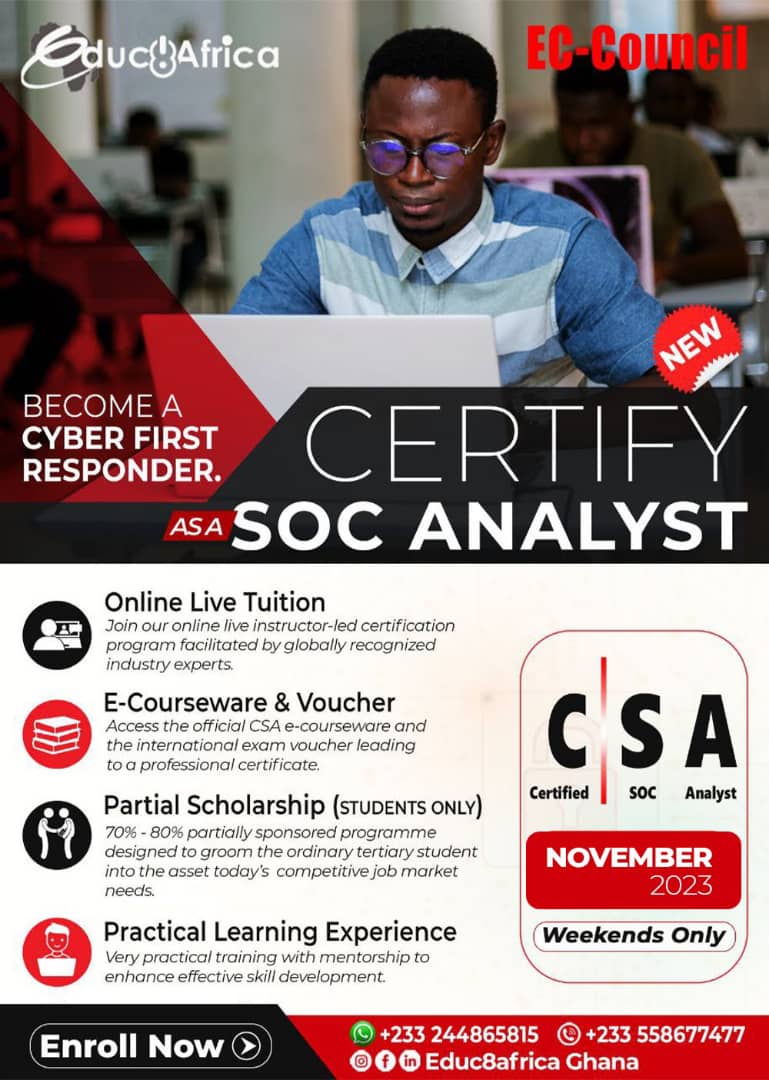 Educ8Africa
EC-Council
NEW
BECOME A
CYBER FIRST
RESPONDER.
CERTIFY
AS A SOC ANALYST
Online Live Tuition
Join our online live instructor-led certification
program facilitated by globally recognized
industry experts.
E-Courseware & Voucher
Access the official CSA e-courseware and
the international exam voucher leading
to a professional certificate.
Partial Scholarship (STUDENTS ONLY)
70% - 80% partially sponsored programme
designed to groom the ordinary tertiary student
into the asset today's competitive job market
needs.
Practical Learning Experience
Very practical training with mentorship to
enhance effective skill development.
C S A
Certified SOC Analyst
NOVEMBER
2023
Weekends Only
Enroll Now
+233 244865815 +233 558677477
Educ8africa Ghana